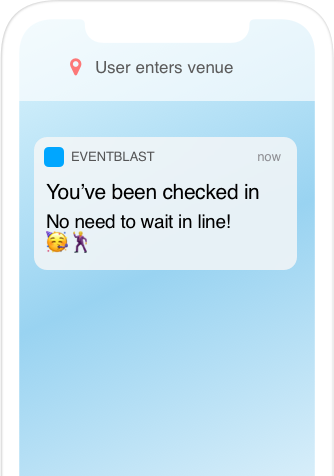 User enters venue
EVENTBLAST now
You’ve been checked in
No need to wait in line!
🥳🕺